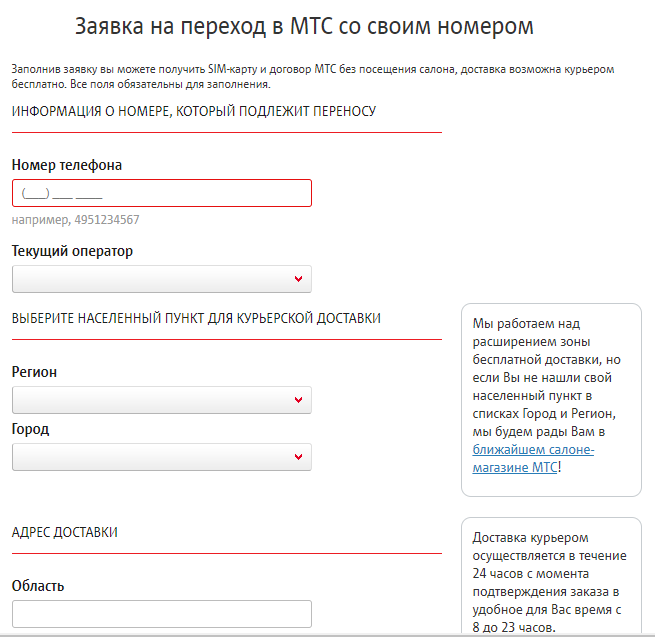 Заявка на переход в МТС со своим номером
Заполнив заявку вы можете получить SIM-карту и договор МТС без посещения салона, доставка возможна курьером
бесплатно. Все поля обязательны для заполнения.
ИНФОРМАЦИЯ О НОМЕРЕ, КОТОРЫЙ ПОДЛЕЖИТ ПЕРЕНОСУ
Номер телефона
(___) ___ ____
например, 4951234567
Текущий оператор
ВЫБЕРИТЕ НАСЕЛЕННЫЙ ПУНКТ ДЛЯ КУРЬЕРСКОЙ ДОСТАВКИ
Регион
Город
Мы работаем над
расширением зоны
бесплатной доставки, но
если Вы не нашли свой
населенный пункт в
списках Город и Регион,
мы будем рады Вам в
ближайшем салоне-
магазине МТС!
АДРЕС ДОСТАВКИ
Область
Доставка курьером
осуществляется в течение
24 часов с момента
подтверждения заказа в
удобное для Вас время с
8 до 23 часов.